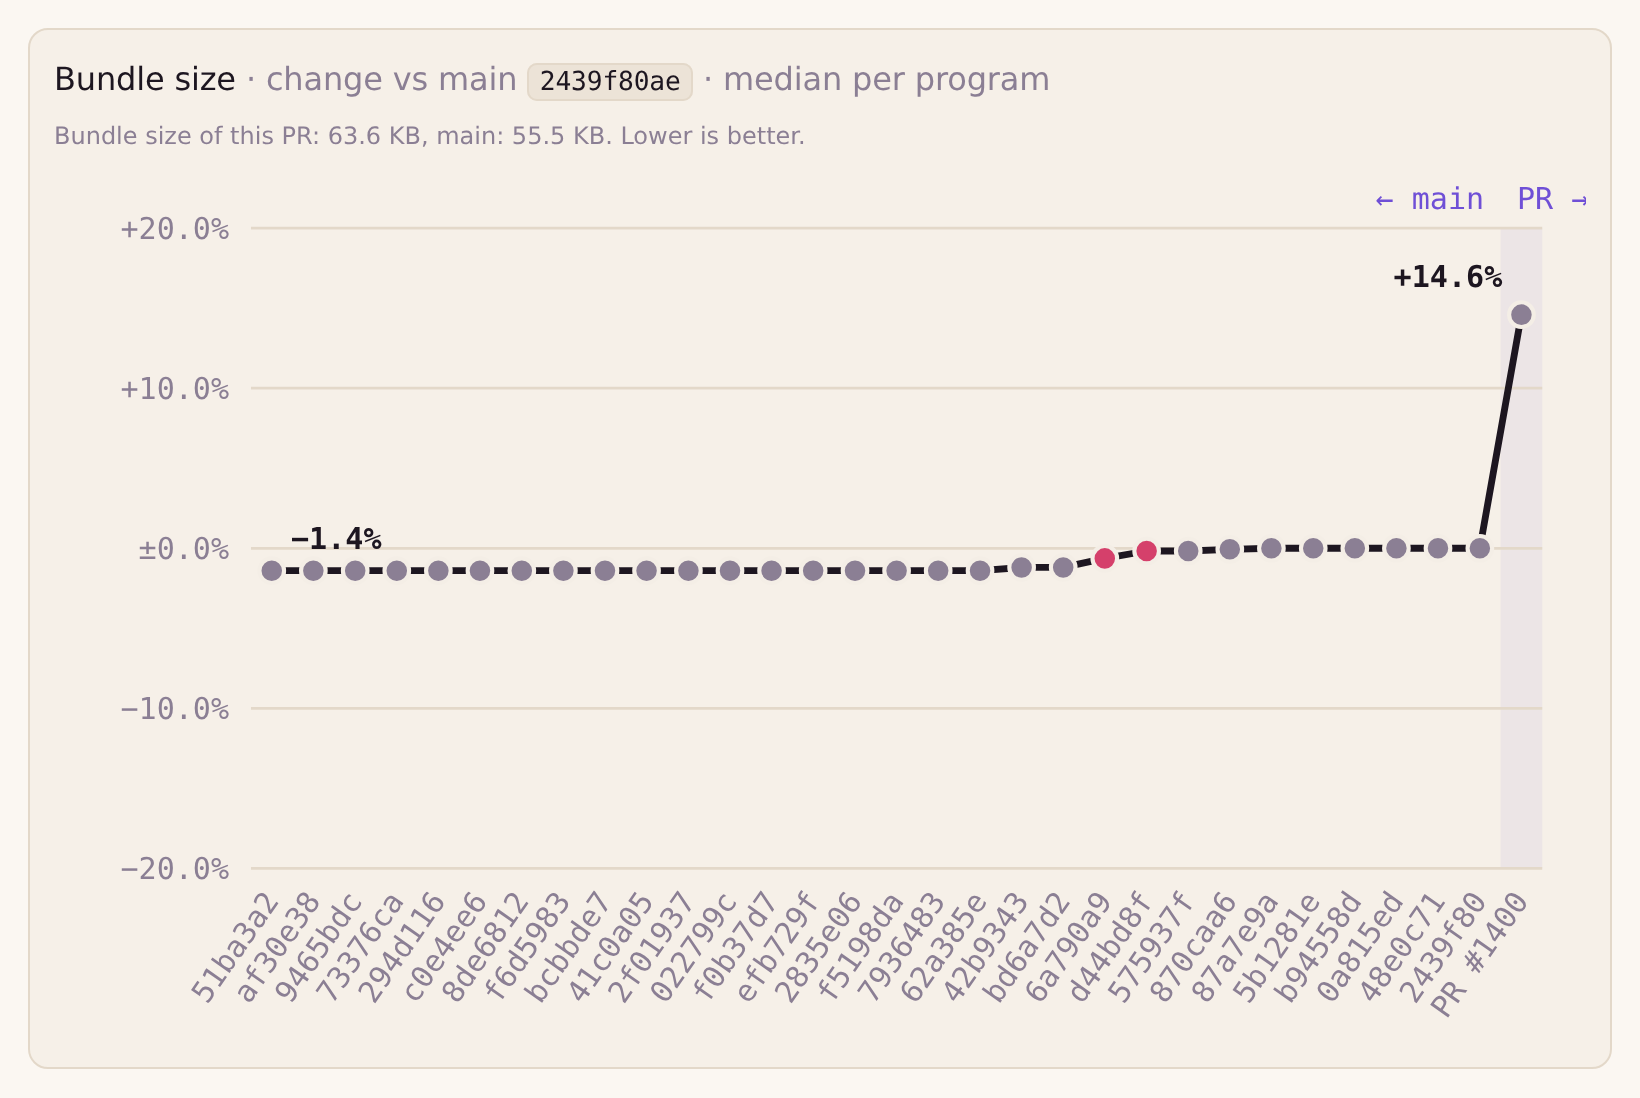 Bundle size · change vs main 2439f80ae · median per program
Bundle size of this PR: 63.6 KB, main: 55.5 KB. Lower is better.
← main PR →
+20.0%
+14.6%
+10.0%
−1.4%
±0.0%
−10.0%
−20.0%
51ba3a2
af30e38
9465bdc
73376ca
294d116
c0e4ee6
8de6812
f6d5983
bcbbde7
41c0a05
2f01937
022799c
f0b37d7
efb729f
2835e06
f5198da
7936483
62a385e
42b9343
bd6a7d2
6a790a9
d44bd8f
575937f
870caa6
87a7e9a
5b1281e
b94558d
0a815ed
48e0c71
2439f80
PR #1400